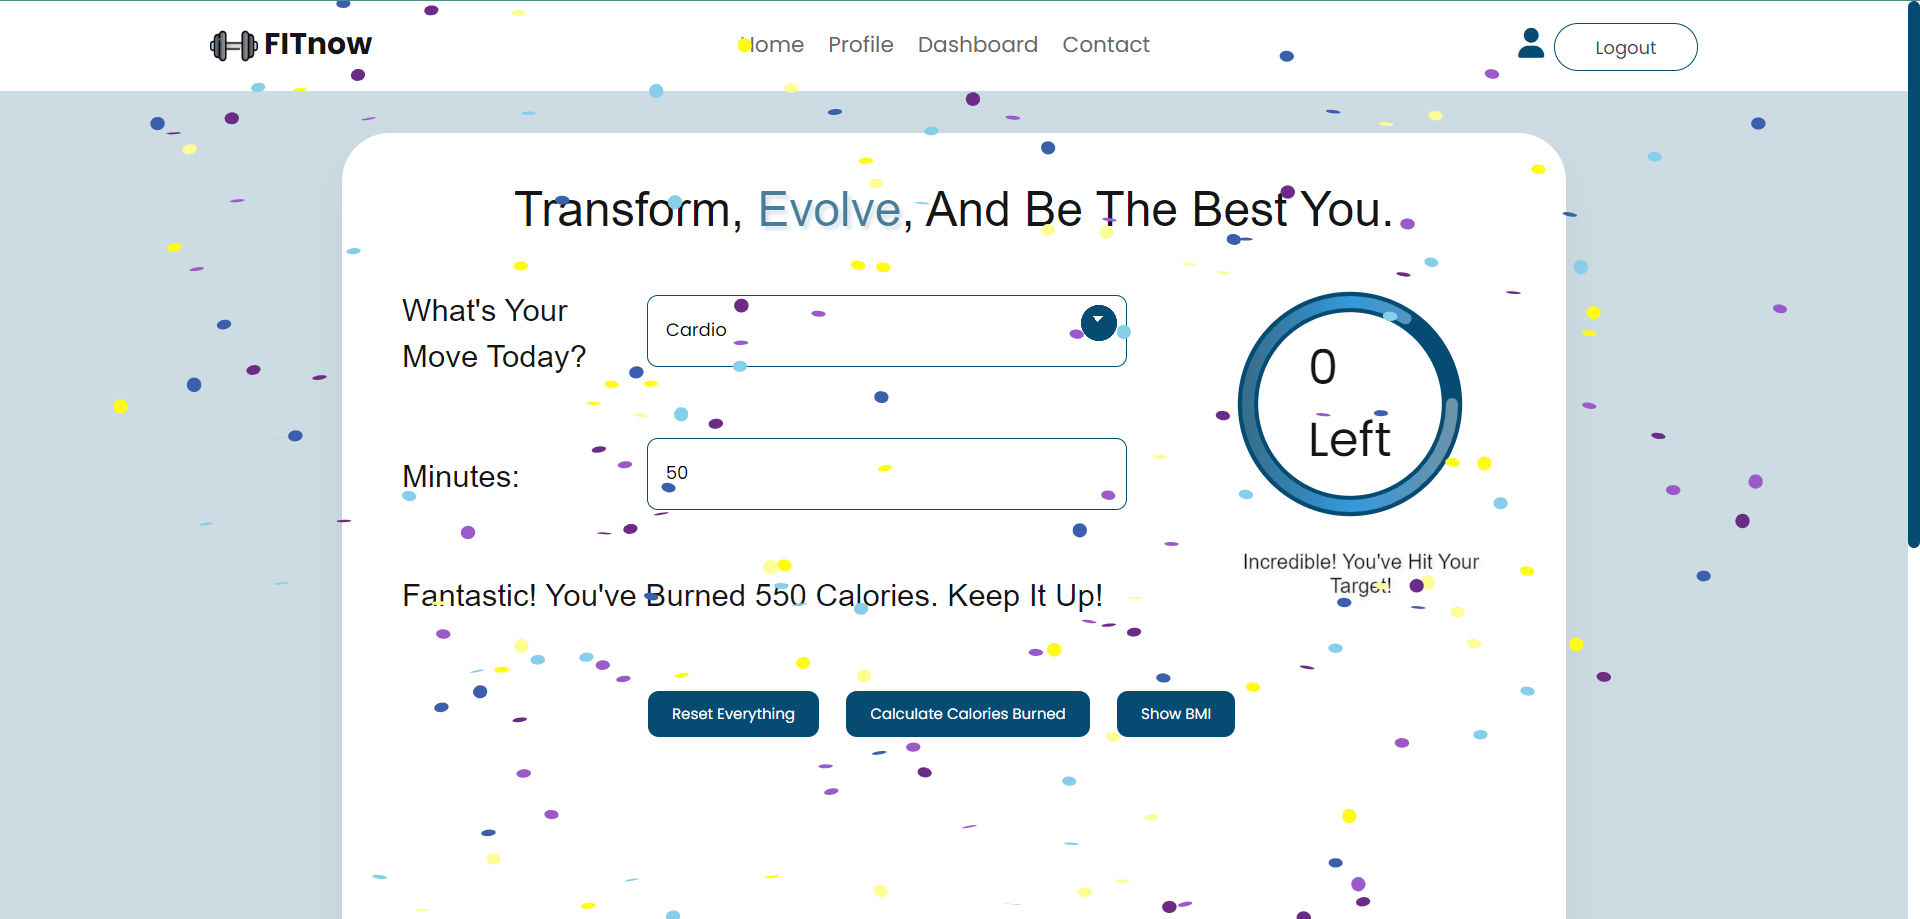 FITnow
Home Profile Dashboard Contact
Logout
Transform, Evolve, And Be The Best You.
What's Your
Move Today?
Cardio
0
Left
Minutes:
50
Incredible! You've Hit Your
Target!
Fantastic! You've Burned 550 Calories. Keep It Up!
Reset Everything
Calculate Calories Burned
Show BMI